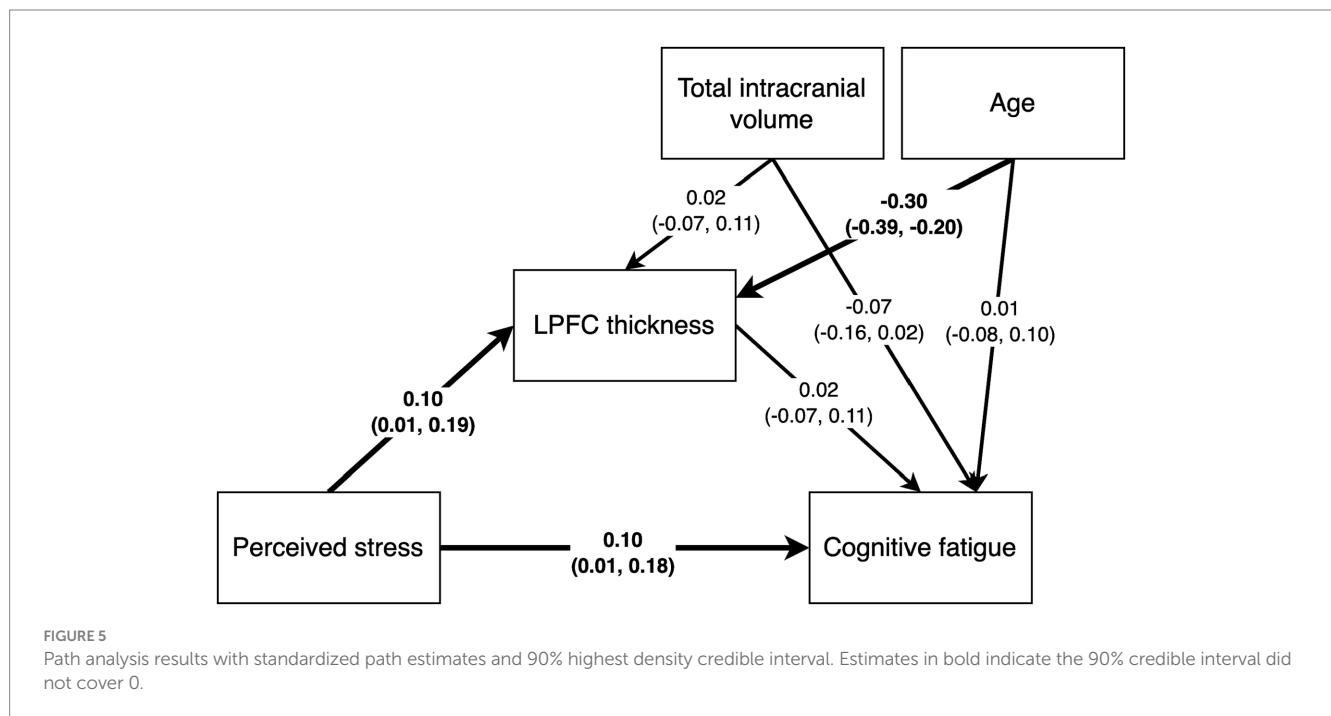 Total intracranial
volume
Age
0.02
(-0.07, 0.11)
-0.30
(-0.39, -0.20)
LPFC thickness
-0.07
(-0.16, 0.02)
0.01
(-0.08, 0.10)
0.10
(0.01, 0.19)
0.02
(-0.07, 0.11)
Perceived stress
0.10
(0.01, 0.18)
Cognitive fatigue
FIGURE 5
Path analysis results with standardized path estimates and 90% highest density credible interval. Estimates in bold indicate the 90% credible interval did
not cover 0.